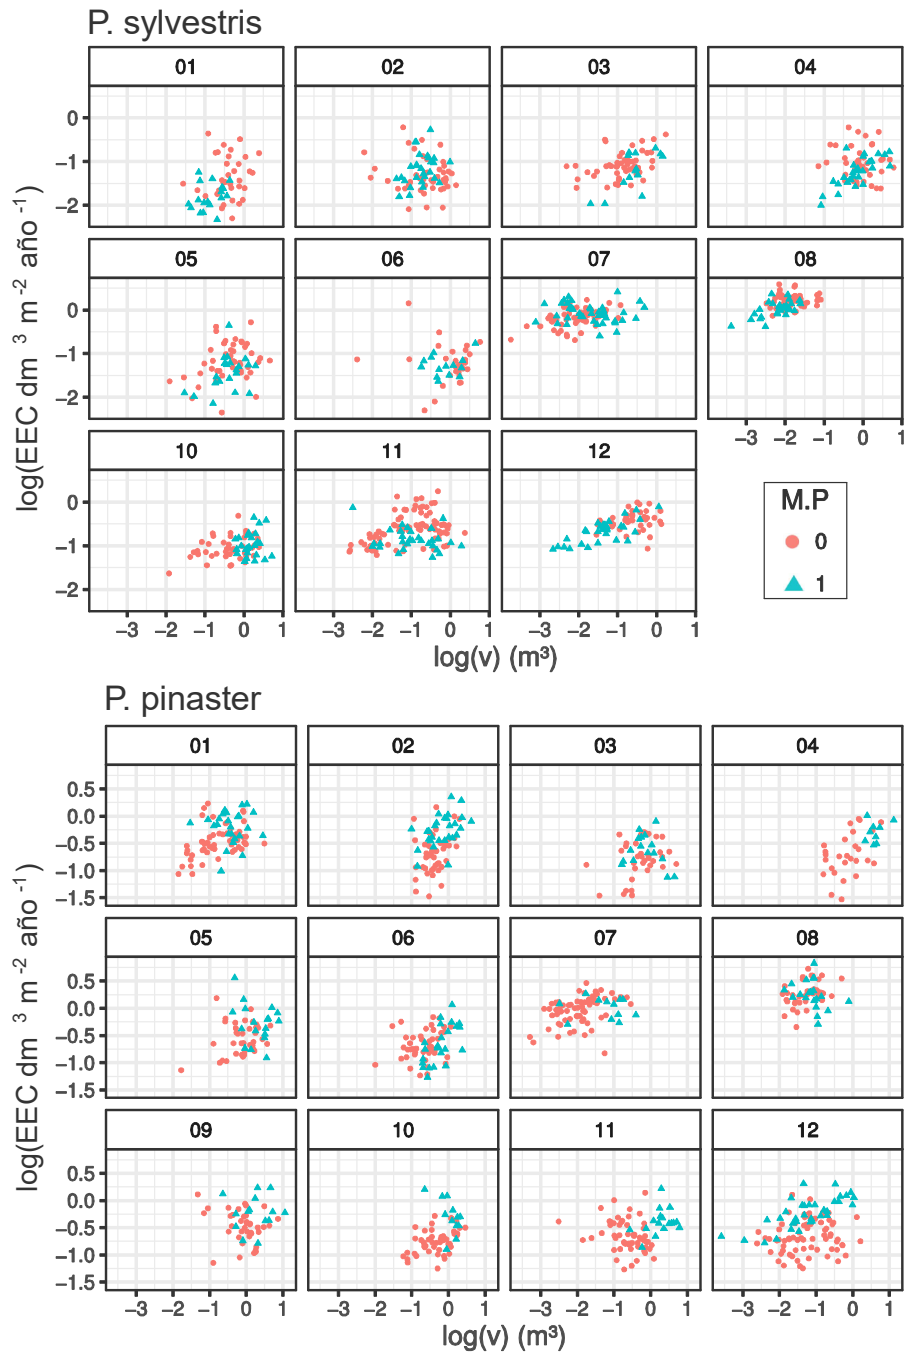 P. sylvestris
01 02 03 04
0
−1
−2
05 06 07 08
0
−1
−2
−3 −2 −1 0 1
10 11 12
0
−1
−2
M.P
0
1
−3 −2 −1 0 1 −3 −2 −1 0 1 −3 −2 −1 0 1
log(v) (m³)
log(EEC dm ³ m ⁻² año ⁻¹)
P. pinaster
01 02 03 04
0.5
0.0
−0.5
−1.0
−1.5
05 06 07 08
0.5
0.0
−0.5
−1.0
−1.5
09 10 11 12
0.5
0.0
−0.5
−1.0
−1.5
−3 −2 −1 0 1 −3 −2 −1 0 1 −3 −2 −1 0 1 −3 −2 −1 0 1
log(v) (m³)
log(EEC dm ³ m ⁻² año ⁻¹)